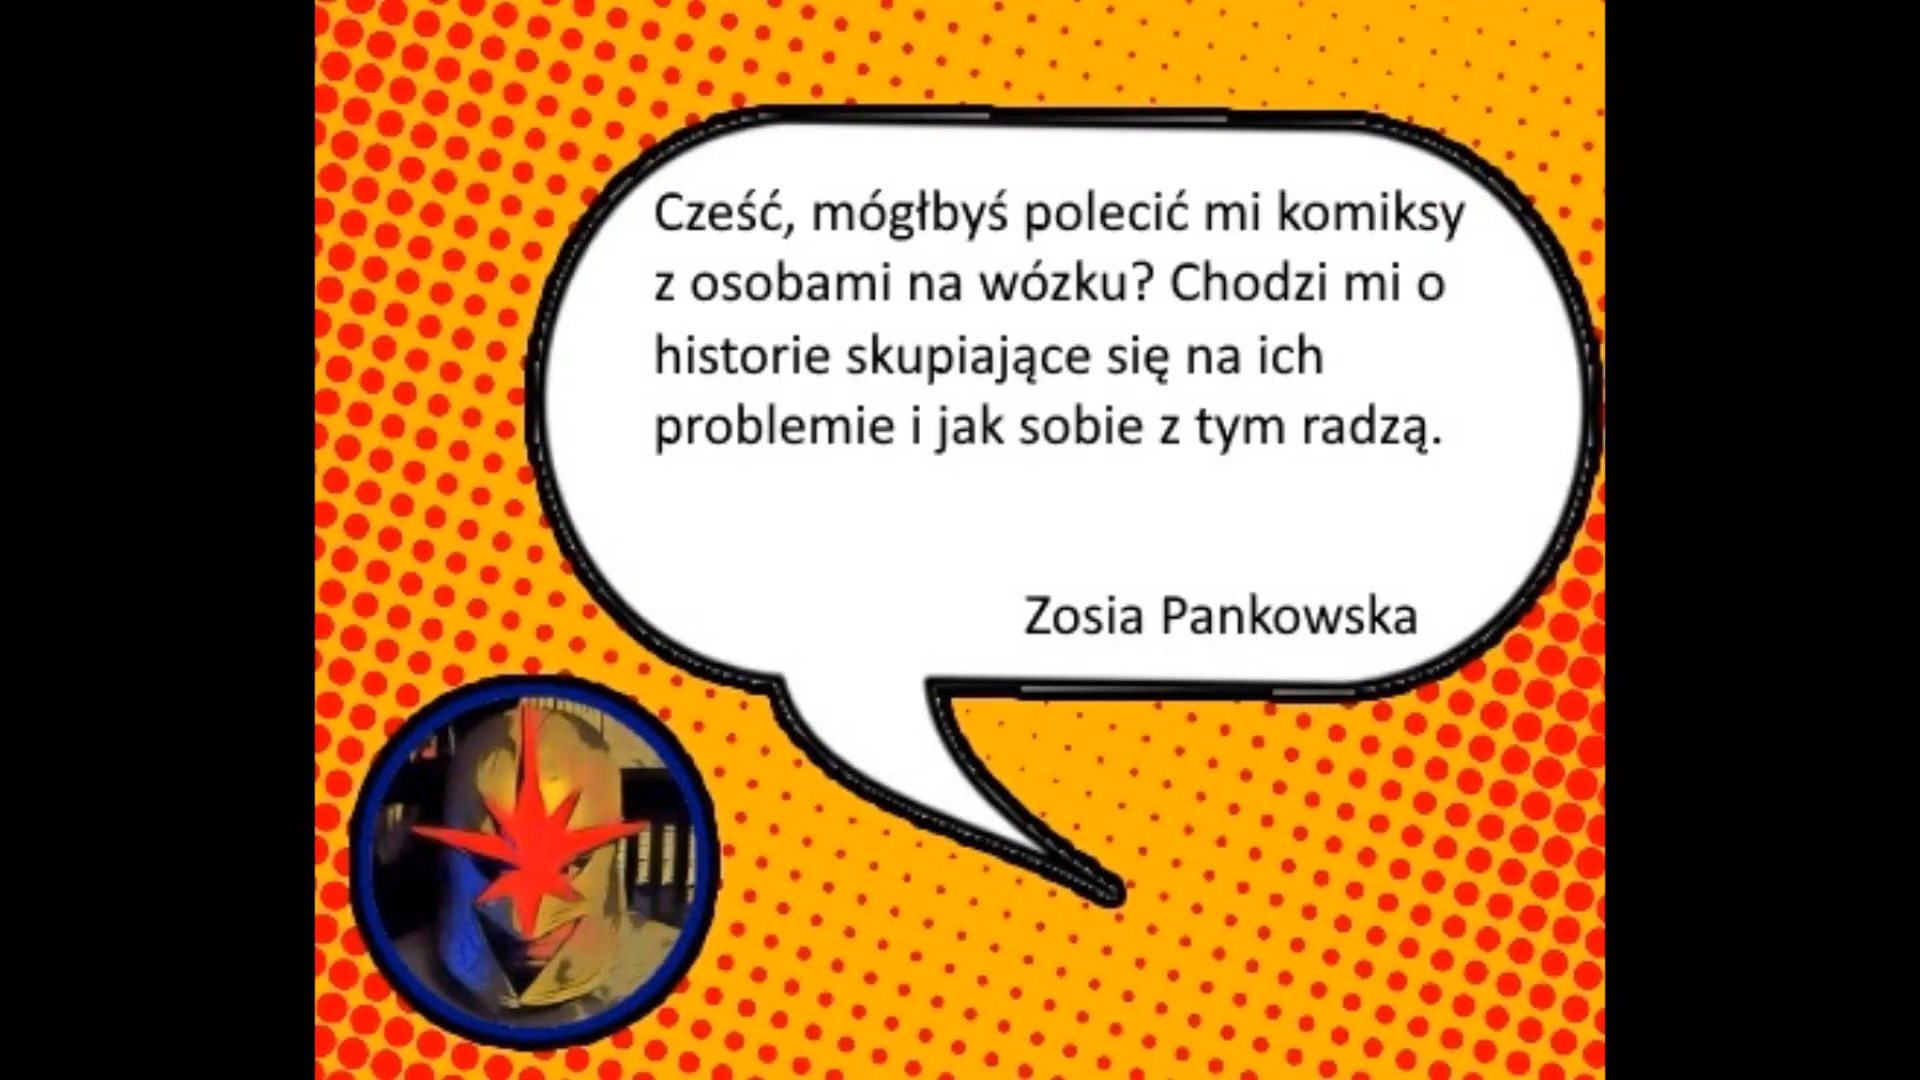 Cześć, mógłbyś polecić mi komiksy
z osobami na wózku? Chodzi mi o
historie skupiające się na ich
problemie i jak sobie z tym radzą.
Zosia Pankowska